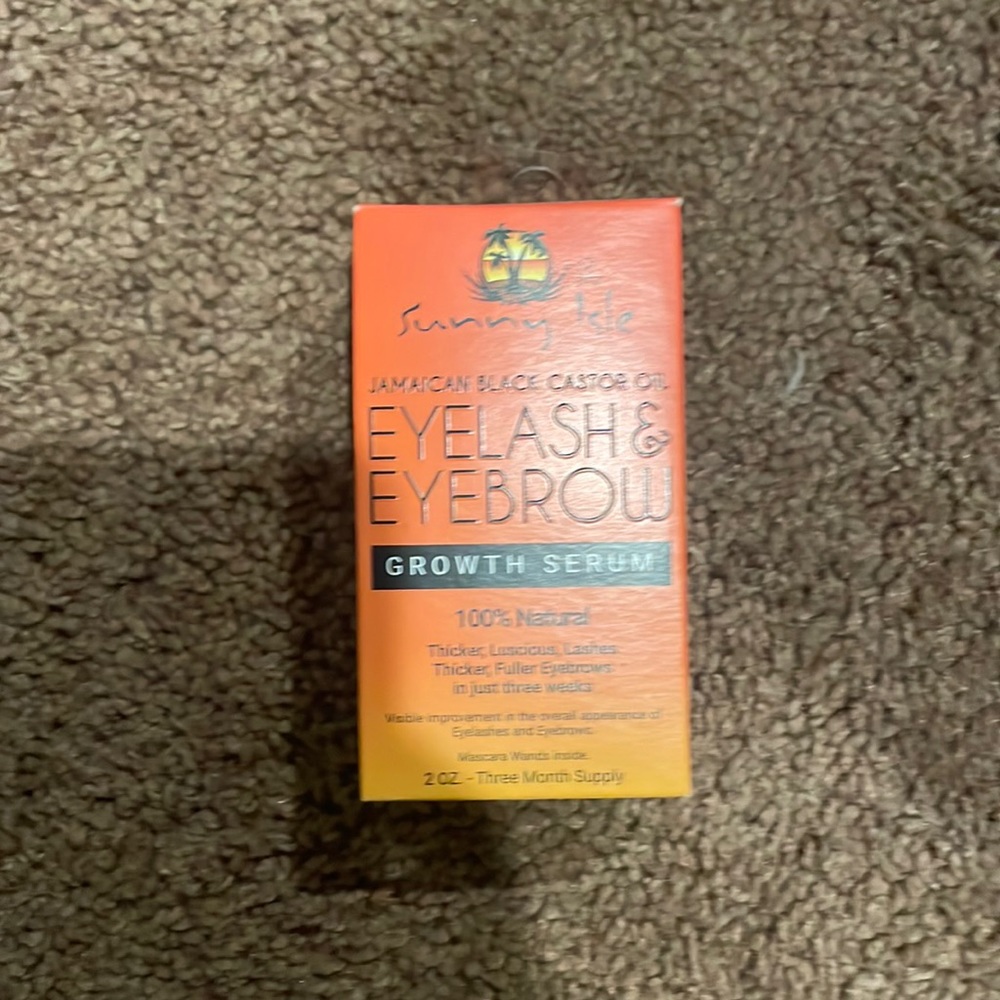 Sunny Isle
JAMAICAN BLACK CASTOR OIL
EYELASH &
EYEBROW
GROWTH SERUM
100% Natural
Thicker, Luscious, Lashes
Thicker, Fuller Eyebrows
in just three weeks
Visible improvement in the overall appearance of
Eyelashes and Eyebrows.
Mascara Wands inside.
2 OZ. - Three Month Supply